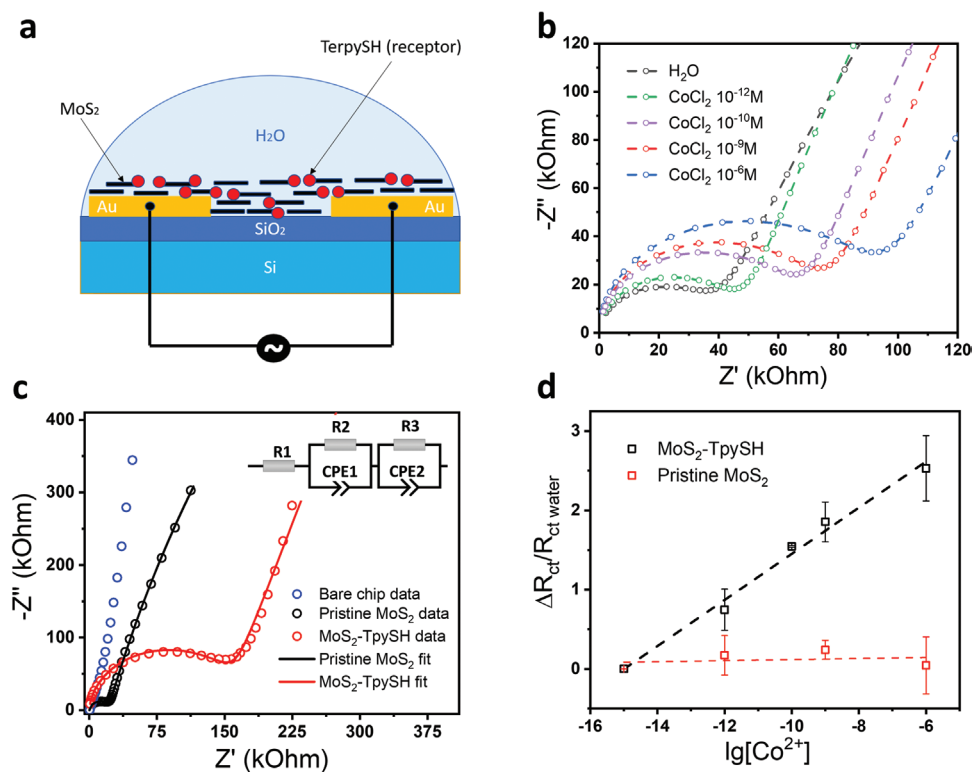 a
TerpySH (receptor)
MoS₂
H₂O
Au
Au
SiO₂
Si
b
-Z'' (kOhm)
120
100
80
60
40
20
0
H₂O
CoCl₂ 10⁻¹²M
CoCl₂ 10⁻¹⁰M
CoCl₂ 10⁻⁹M
CoCl₂ 10⁻⁶M
0 20 40 60 80 100 120
Z' (kOhm)
c
-Z'' (kOhm)
400
300
200
100
0
R1
R2
CPE1
R3
CPE2
Bare chip data
Pristine MoS₂ data
MoS₂-TpySH data
Pristine MoS₂ fit
MoS₂-TpySH fit
0 75 150 225 300 375
Z' (kOhm)
d
ΔR_ct/R_ct water
3
2
1
0
MoS₂-TpySH
Pristine MoS₂
-16 -14 -12 -10 -8 -6
lg[Co²⁺]